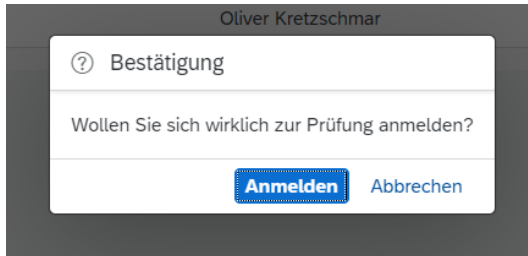 Oliver Kretzschmar
Bestätigung
Wollen Sie sich wirklich zur Prüfung anmelden?
Anmelden Abbrechen